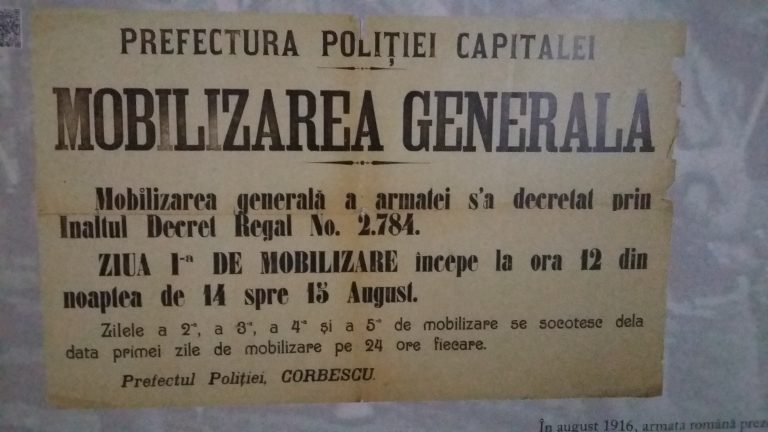 PREFECTURA POLIȚIEI CAPITALEI
MOBILIZAREA GENERALĂ
Mobilizarea generală a armatei s'a decretat prin
Inaltul Decret Regal No. 2.784.
ZIUA 1-a DE MOBILIZARE începe la ora 12 din
noaptea de 14 spre 15 August.
Zilele a 2-a, a 3-a, a 4-a și a 5-a de mobilizare se socotesc dela
data primei zile de mobilizare pe 24 ore fiecare.
Prefectul Poliției, CORBESCU.
În august 1916, armata română prez